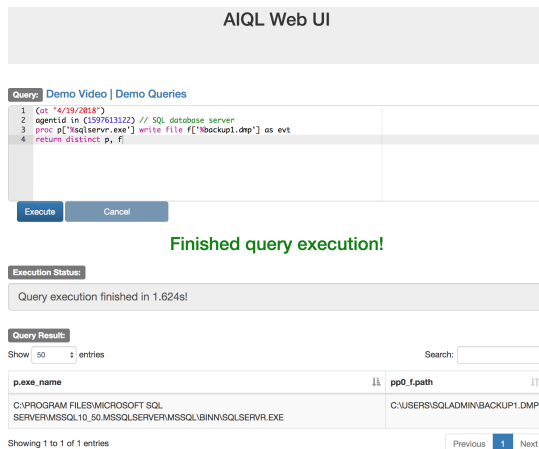 AIQL Web UI
Query: Demo Video | Demo Queries
1 (at "4/19/2018")
2 agentid in (1597613122) // SQL database server
3 proc p['%sqlservr.exe'] write file f['%backup1.dmp'] as evt
4 return distinct p, f
Execute Cancel
Finished query execution!
Execution Status:
Query execution finished in 1.624s!
Query Result:
Show 50 entries Search:
p.exe_name pp0_f.path
C:\PROGRAM FILES\MICROSOFT SQL C:\USERS\SQLADMIN\BACKUP1.DMP
SERVER\MSSQL10_50.MSSQLSERVER\MSSQL\BINN\SQLSERVR.EXE
Showing 1 to 1 of 1 entries Previous 1 Next